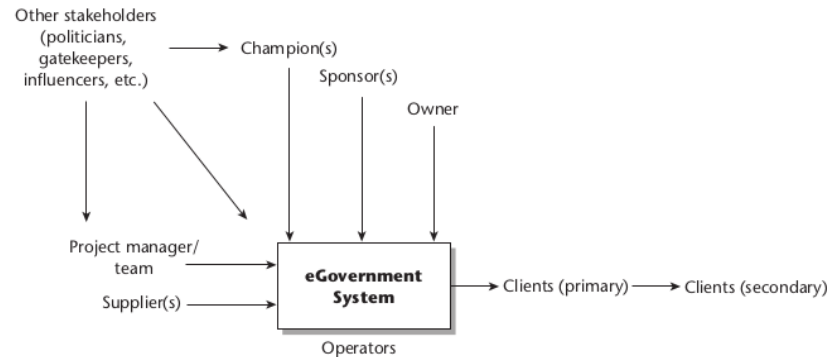 Other stakeholders
(politicians,
gatekeepers,
influencers, etc.)
Champion(s)
Sponsor(s)
Owner
Project manager/
team
Supplier(s)
eGovernment
System
Clients (primary)
Clients (secondary)
Operators